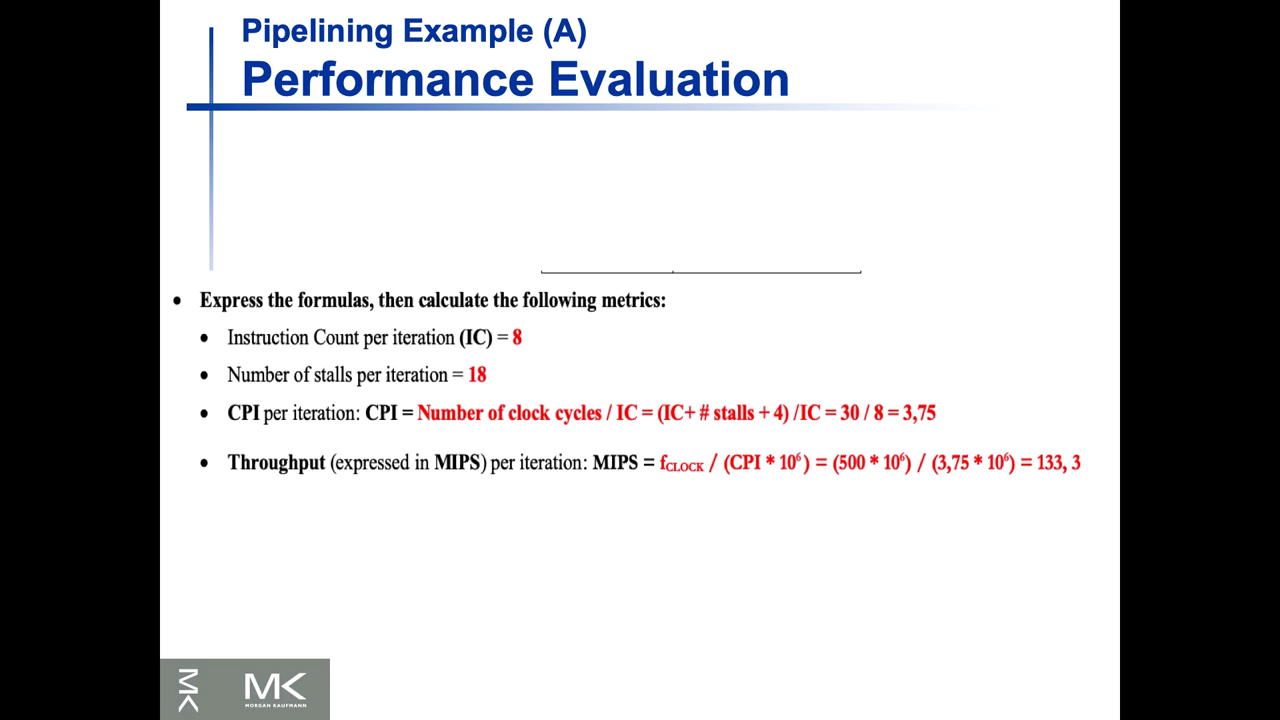 Pipelining Example (A)
Performance Evaluation
• Express the formulas, then calculate the following metrics:
• Instruction Count per iteration (IC) = 8
• Number of stalls per iteration = 18
• CPI per iteration: CPI = Number of clock cycles / IC = (IC+ # stalls + 4) /IC = 30 / 8 = 3,75
• Throughput (expressed in MIPS) per iteration: MIPS = fCLOCK / (CPI * 10⁶) = (500 * 10⁶) / (3,75 * 10⁶) = 133, 3
MK
MK
MORGAN KAUFMANN